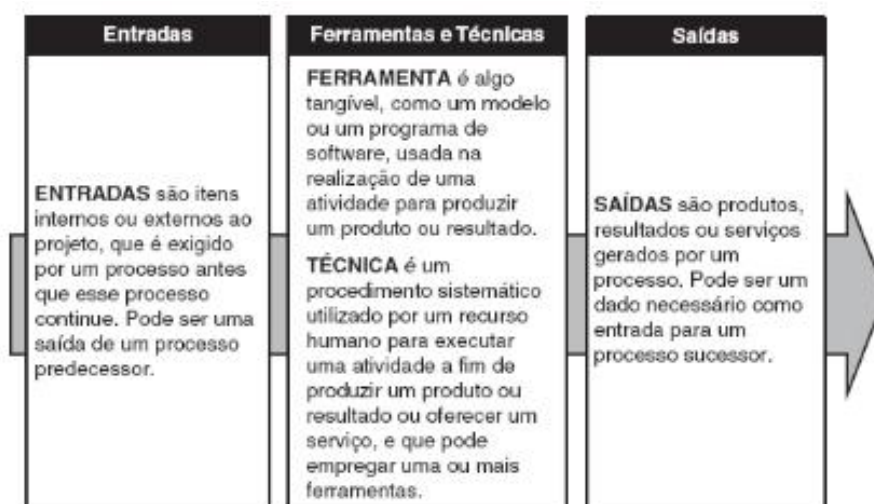 Entradas
ENTRADAS são itens
internos ou externos ao
projeto, que é exigido
por um processo antes
que esse processo
continue. Pode ser uma
saída de um processo
predecessor.
Ferramentas e Técnicas
FERRAMENTA é algo
tangível, como um modelo
ou um programa de
software, usada na
realização de uma
atividade para produzir
um produto ou resultado.
TÉCNICA é um
procedimento sistemático
utilizado por um recurso
humano para executar
uma atividade a fim de
produzir um produto ou
resultado ou oferecer um
serviço, e que pode
empregar uma ou mais
ferramentas.
Saídas
SAÍDAS são produtos,
resultados ou serviços
gerados por um
processo. Pode ser um
dado necessário como
entrada para um
processo sucessor.